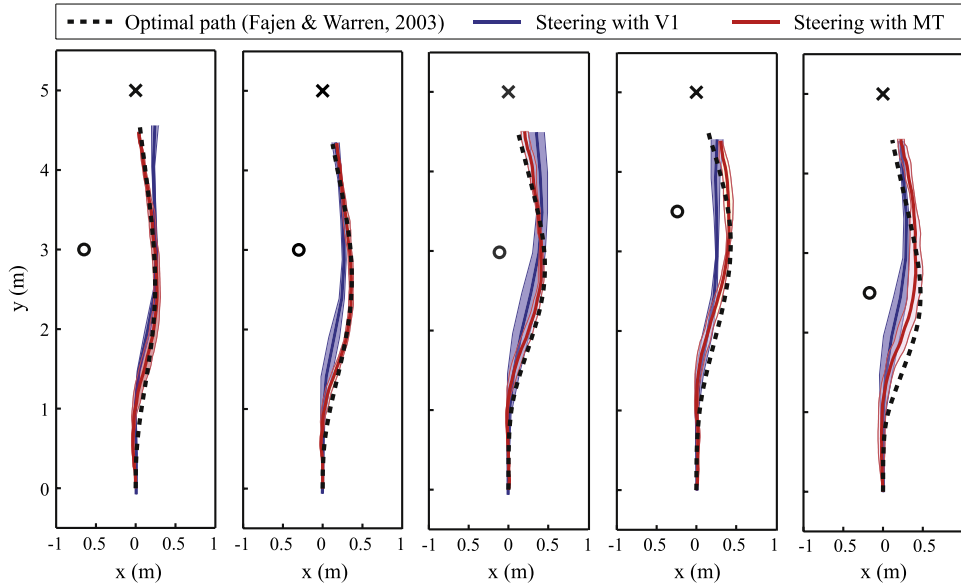 Optimal path (Fajen & Warren, 2003) Steering with V1 Steering with MT
5
4
3
2
1
0
y (m)
-1 0.5 0 0.5 1 -1 0.5 0 0.5 1 -1 0.5 0 0.5 1 -1 0.5 0 0.5 1 -1 0.5 0 0.5 1
x (m) x (m) x (m) x (m) x (m)